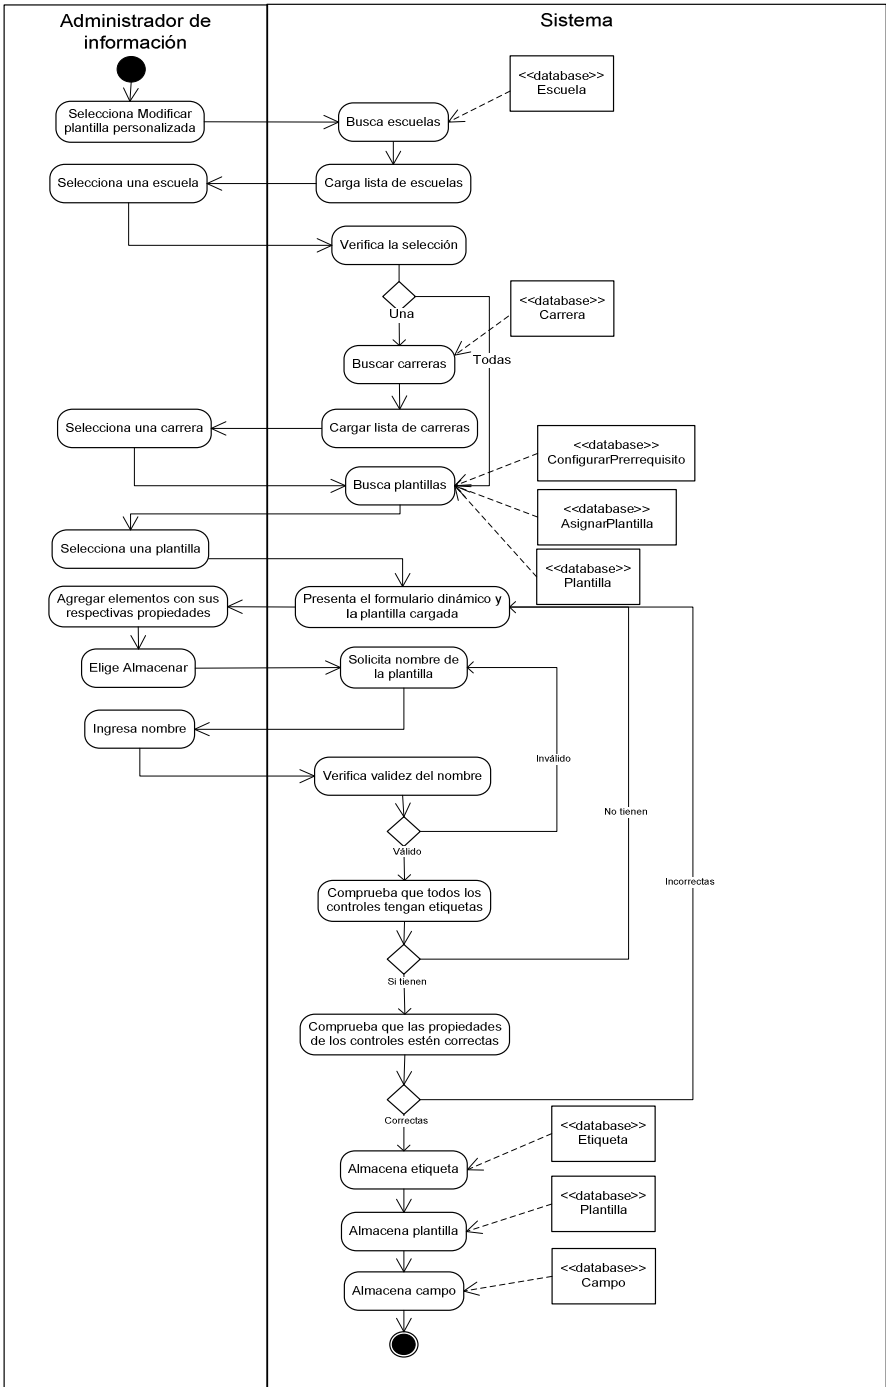 Administrador de
información
Sistema
<<database>>
Escuela
Selecciona Modificar
plantilla personalizada
Busca escuelas
Selecciona una escuela
Carga lista de escuelas
Verifica la selección
Una
<<database>>
Carrera
Buscar carreras
Todas
Selecciona una carrera
Cargar lista de carreras
<<database>>
ConfigurarPrerrequisito
Busca plantillas
<<database>>
AsignarPlantilla
Selecciona una plantilla
<<database>>
Plantilla
Agregar elementos con sus
respectivas propiedades
Presenta el formulario dinámico y
la plantilla cargada
Elige Almacenar
Solicita nombre de
la plantilla
Ingresa nombre
Inválido
Verifica validez del nombre
No tienen
Válido
Incorrectas
Comprueba que todos los
controles tengan etiquetas
Si tienen
Comprueba que las propiedades
de los controles estén correctas
Correctas
<<database>>
Etiqueta
Almacena etiqueta
<<database>>
Plantilla
Almacena plantilla
<<database>>
Campo
Almacena campo